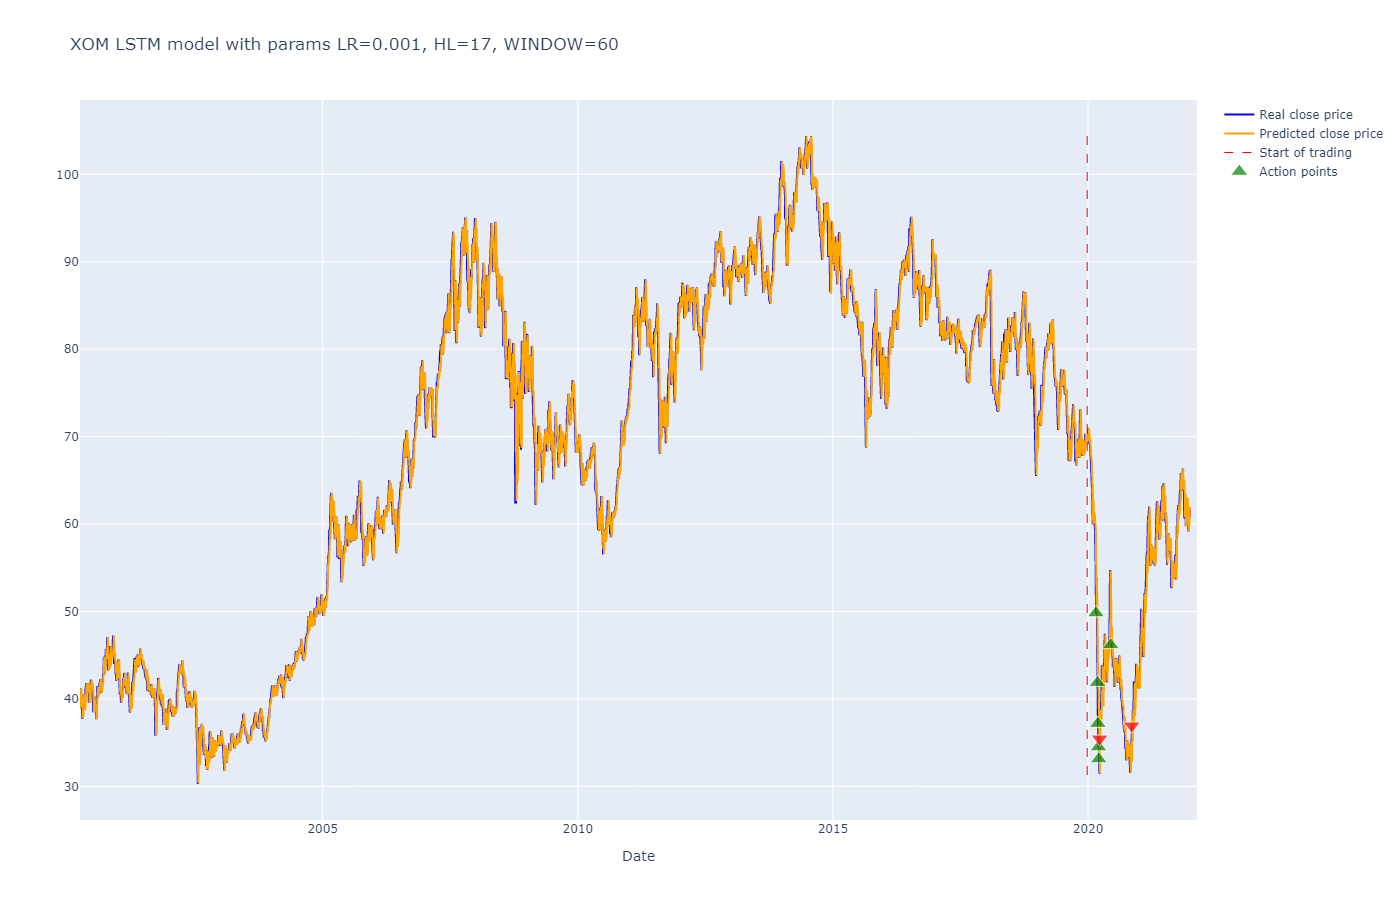 XOM LSTM model with params LR=0.001, HL=17, WINDOW=60
Real close price
Predicted close price
Start of trading
Action points
100
90
80
70
60
50
40
30
2005
2010
2015
2020
Date